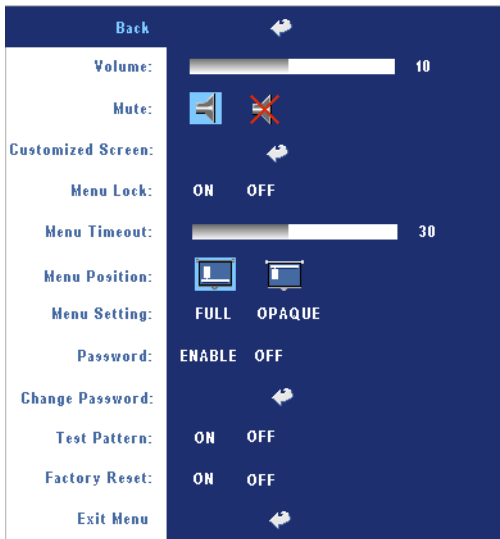 Back
Volume: 10
Mute:
Customized Screen:
Menu Lock: ON OFF
Menu Timeout: 30
Menu Position:
Menu Setting: FULL OPAQUE
Password: ENABLE OFF
Change Password:
Test Pattern: ON OFF
Factory Reset: ON OFF
Exit Menu